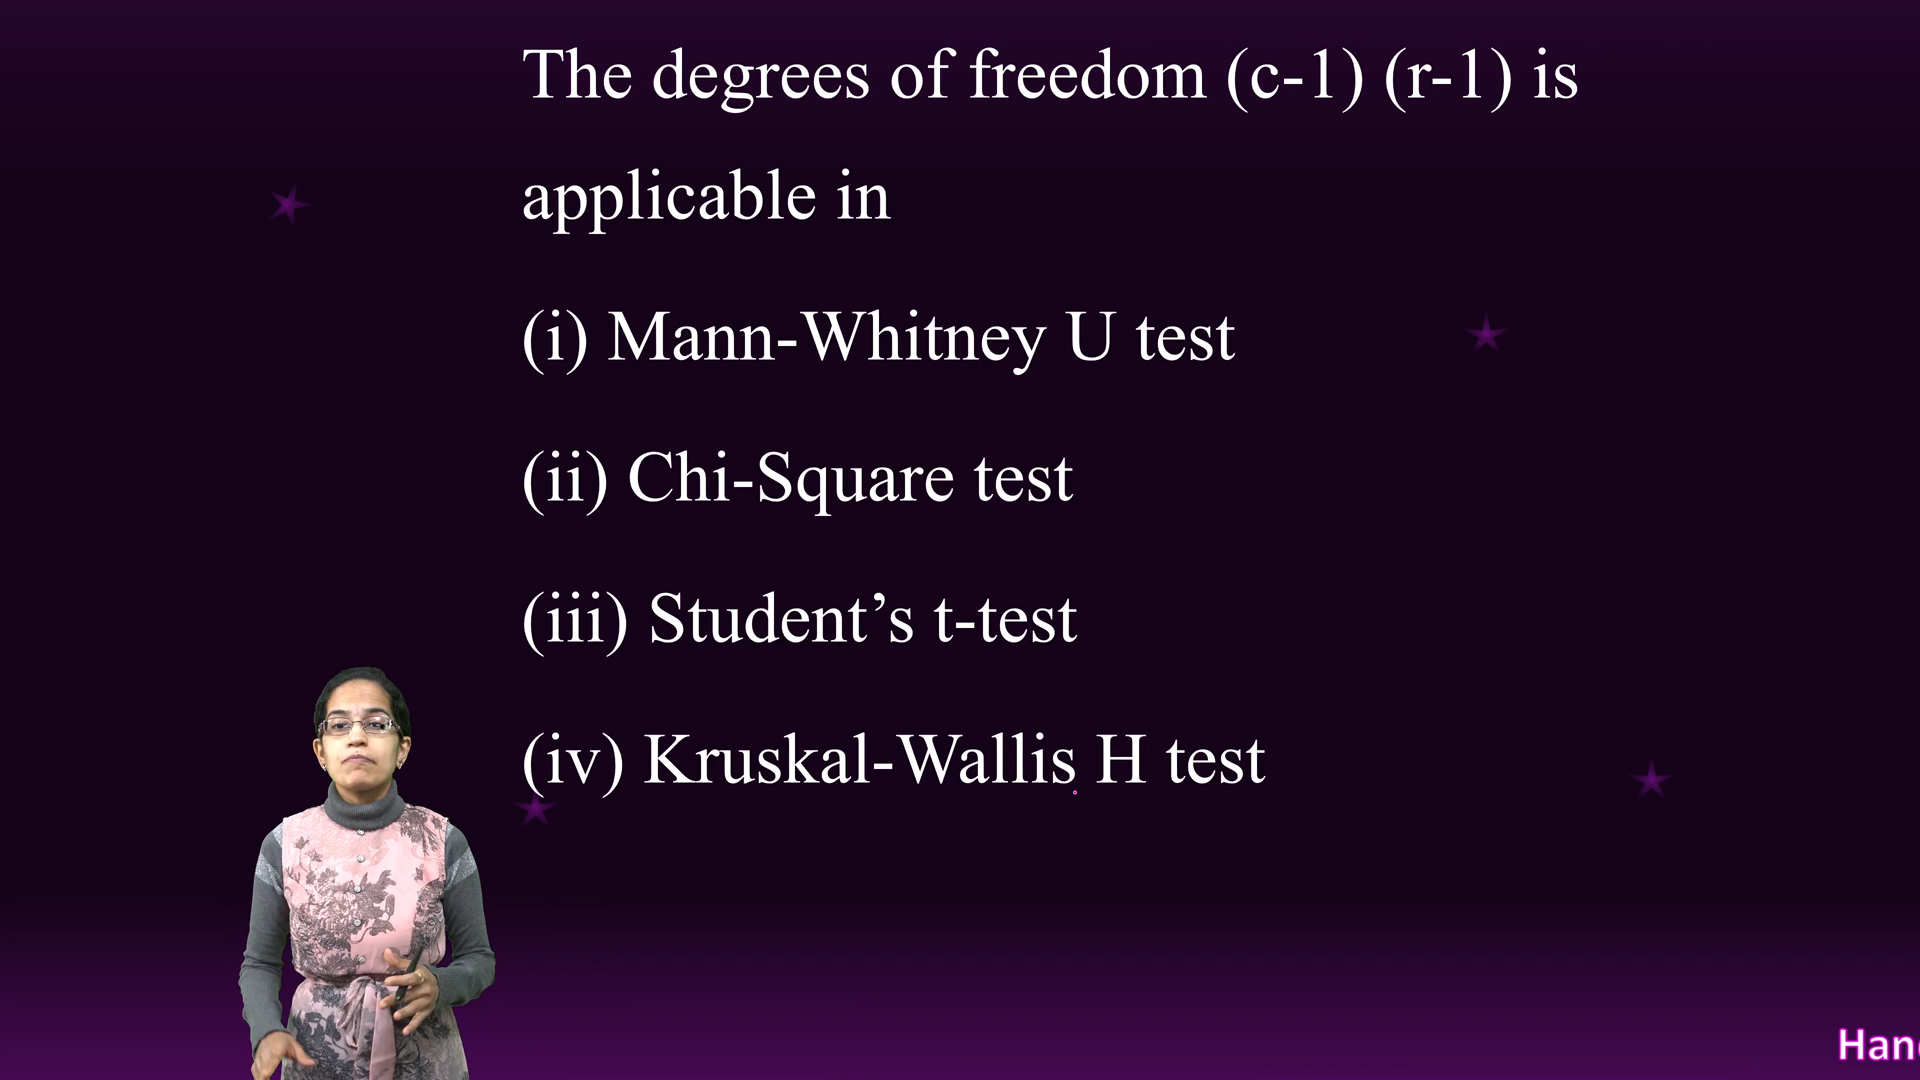 The degrees of freedom (c-1) (r-1) is
applicable in
(i) Mann-Whitney U test
(ii) Chi-Square test
(iii) Student’s t-test
(iv) Kruskal-Wallis H test